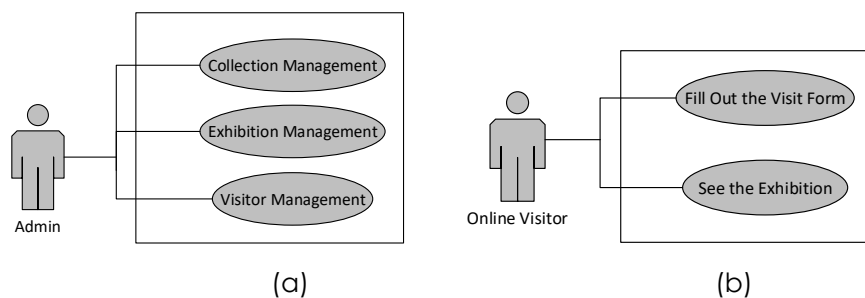 Collection Management
Exhibition Management
Visitor Management
Admin
(a)
Fill Out the Visit Form
See the Exhibition
Online Visitor
(b)